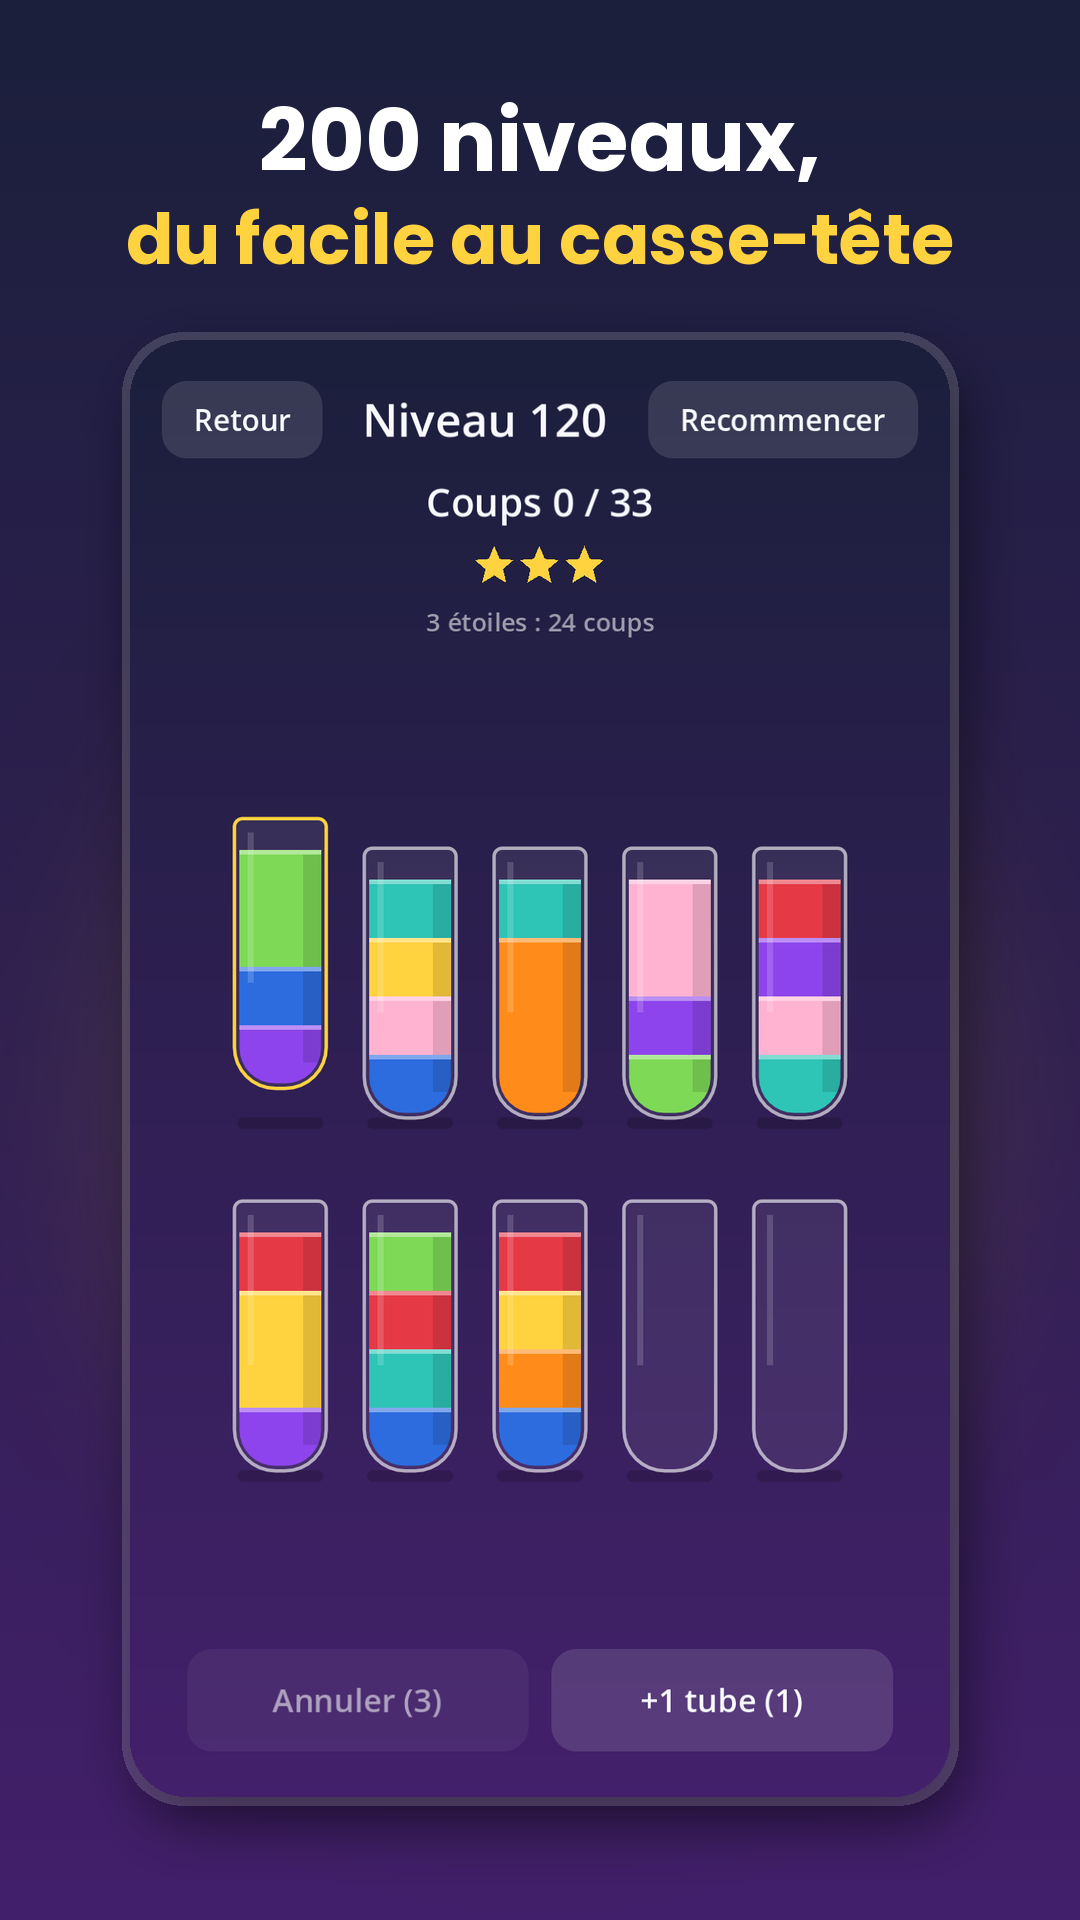 200 niveaux,
du facile au casse-tête
Retour
Niveau 120
Recommencer
Coups 0 / 33
3 étoiles : 24 coups
Annuler (3)
+1 tube (1)